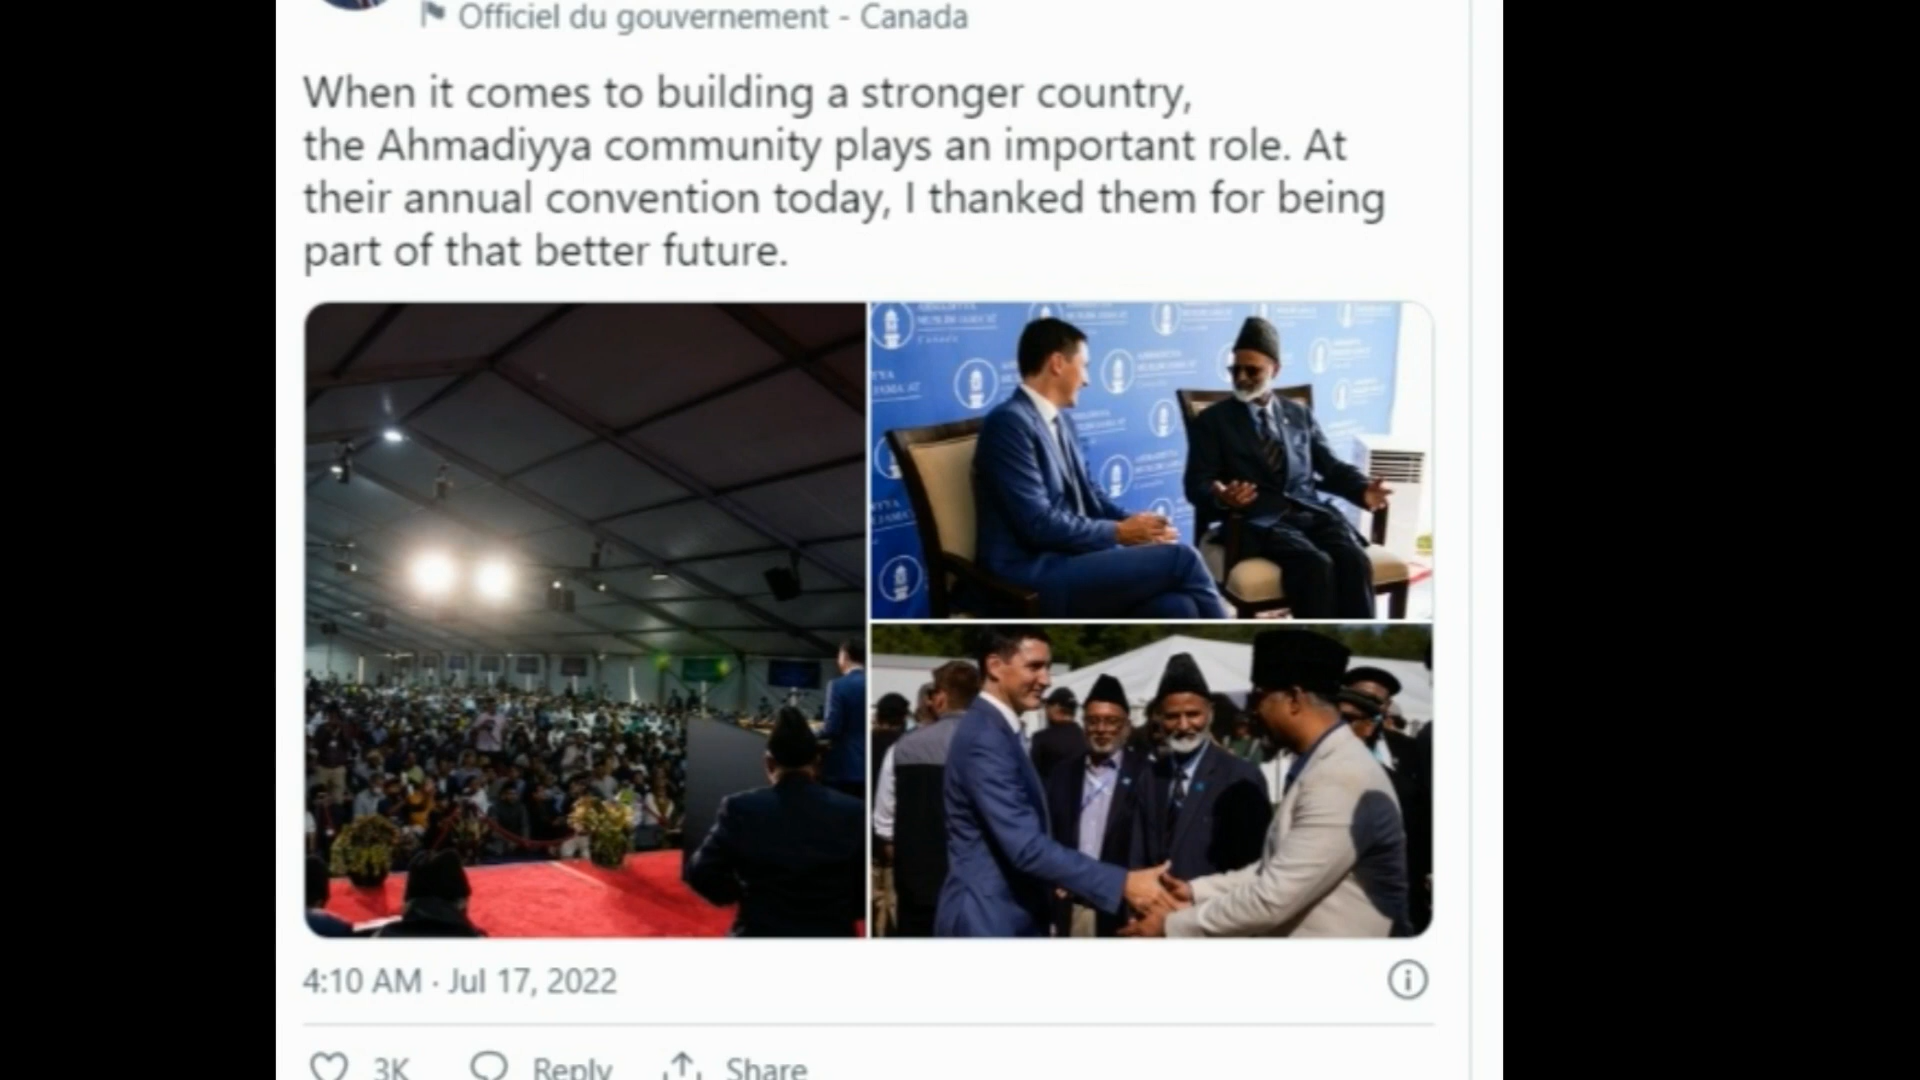 Officiel du gouvernement - Canada
When it comes to building a stronger country,
the Ahmadiyya community plays an important role. At
their annual convention today, I thanked them for being
part of that better future.
4:10 AM · Jul 17, 2022
3K Reply Share